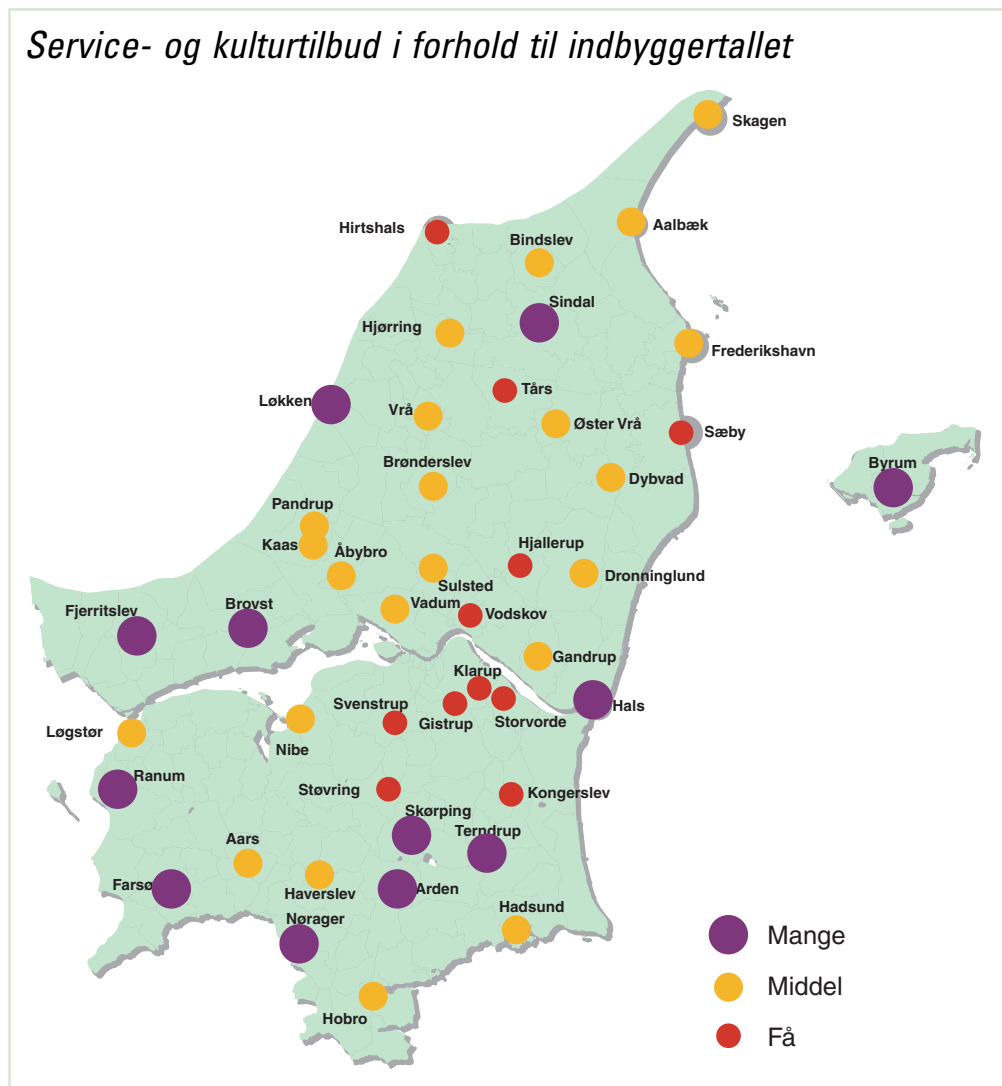 Service- og kulturtilbud i forhold til indbyggertallet
Skagen
Aalbæk
Hirtshals
Bindslev
Sindal
Hjørring
Frederikshavn
Tårs
Løkken
Vrå
Øster Vrå
Sæby
Byrum
Brønderslev
Dybvad
Pandrup
Kaas
Åbybro
Hjallerup
Dronninglund
Sulsted
Fjerritslev
Brovst
Vadum
Vodskov
Gandrup
Klarup
Svenstrup
Gistrup
Storvorde
Hals
Løgstør
Nibe
Ranum
Støvring
Kongerslev
Skørping
Terndrup
Aars
Farsø
Haverslev
Arden
Hadsund
Nørager
Hobro
Mange
Middel
Få